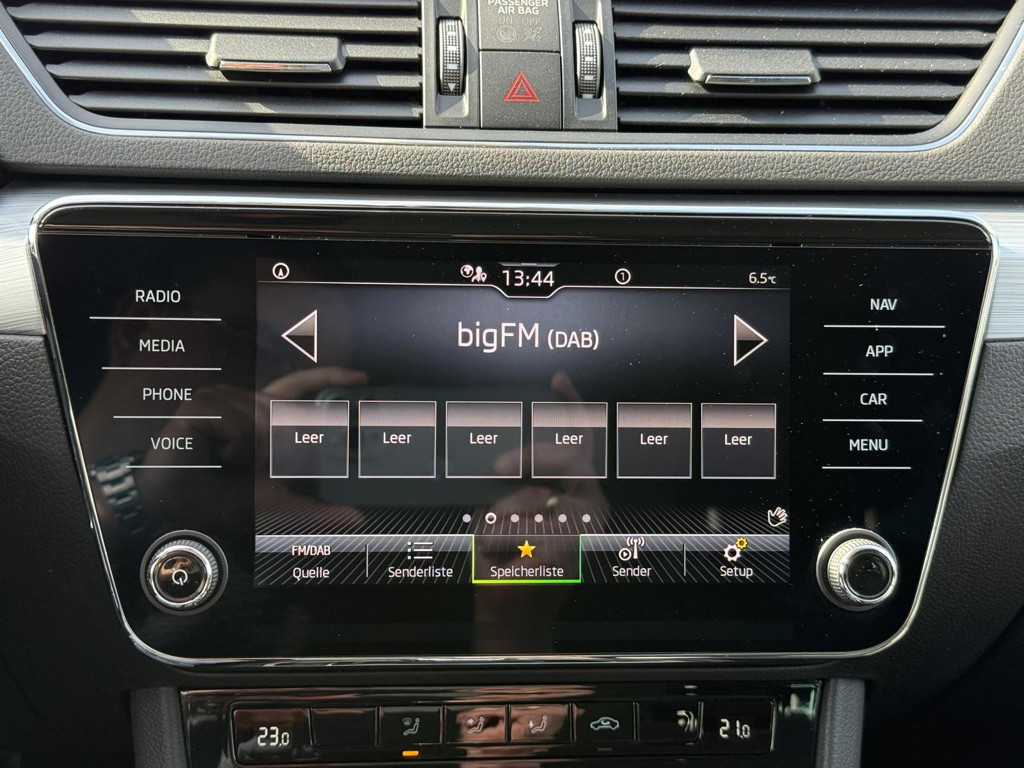 PASSENGER
AIR BAG
ON OFF
13:44
1
6,5°C
RADIO
MEDIA
PHONE
VOICE
bigFM (DAB)
Leer Leer Leer Leer Leer Leer
FM/DAB
Quelle
Senderliste
Speicherliste
Sender
Setup
NAV
APP
CAR
MENU
23.0
21.0